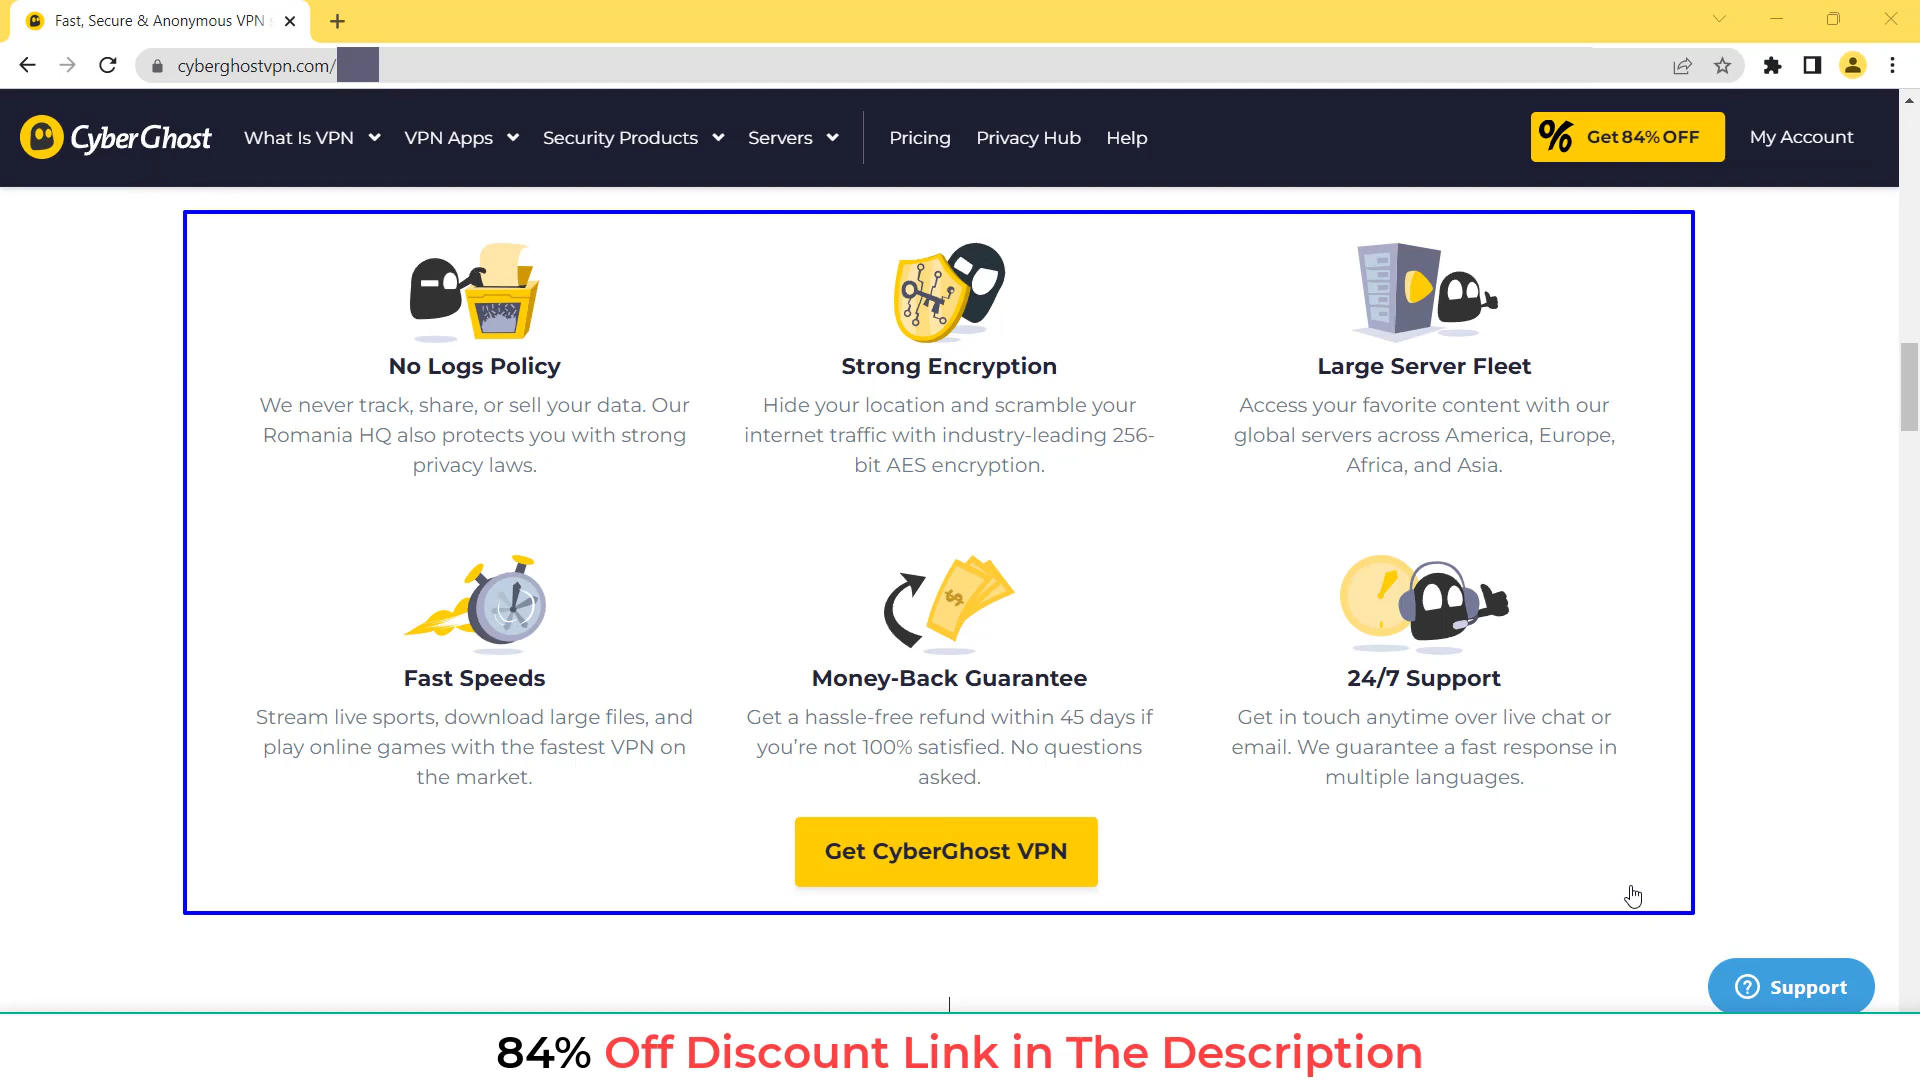 Fast, Secure & Anonymous VPN
cyberghostvpn.com/
CyberGhost
What Is VPN
VPN Apps
Security Products
Servers
Pricing
Privacy Hub
Help
% Get 84% OFF
My Account
No Logs Policy
We never track, share, or sell your data. Our
Romania HQ also protects you with strong
privacy laws.
Strong Encryption
Hide your location and scramble your
internet traffic with industry-leading 256-
bit AES encryption.
Large Server Fleet
Access your favorite content with our
global servers across America, Europe,
Africa, and Asia.
Fast Speeds
Stream live sports, download large files, and
play online games with the fastest VPN on
the market.
Money-Back Guarantee
Get a hassle-free refund within 45 days if
you’re not 100% satisfied. No questions
asked.
24/7 Support
Get in touch anytime over live chat or
email. We guarantee a fast response in
multiple languages.
Get CyberGhost VPN
Support
84% Off Discount Link in The Description